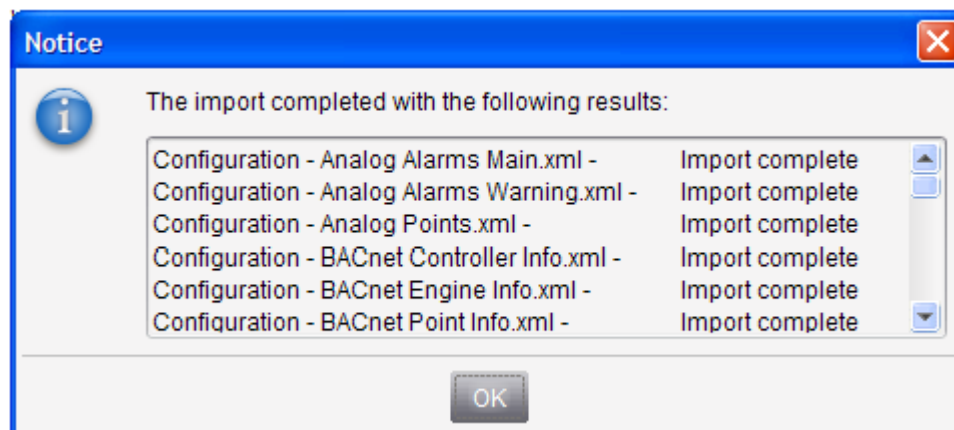 Notice
The import completed with the following results:
Configuration - Analog Alarms Main.xml - Import complete
Configuration - Analog Alarms Warning.xml - Import complete
Configuration - Analog Points.xml - Import complete
Configuration - BACnet Controller Info.xml - Import complete
Configuration - BACnet Engine Info.xml - Import complete
Configuration - BACnet Point Info.xml - Import complete
OK